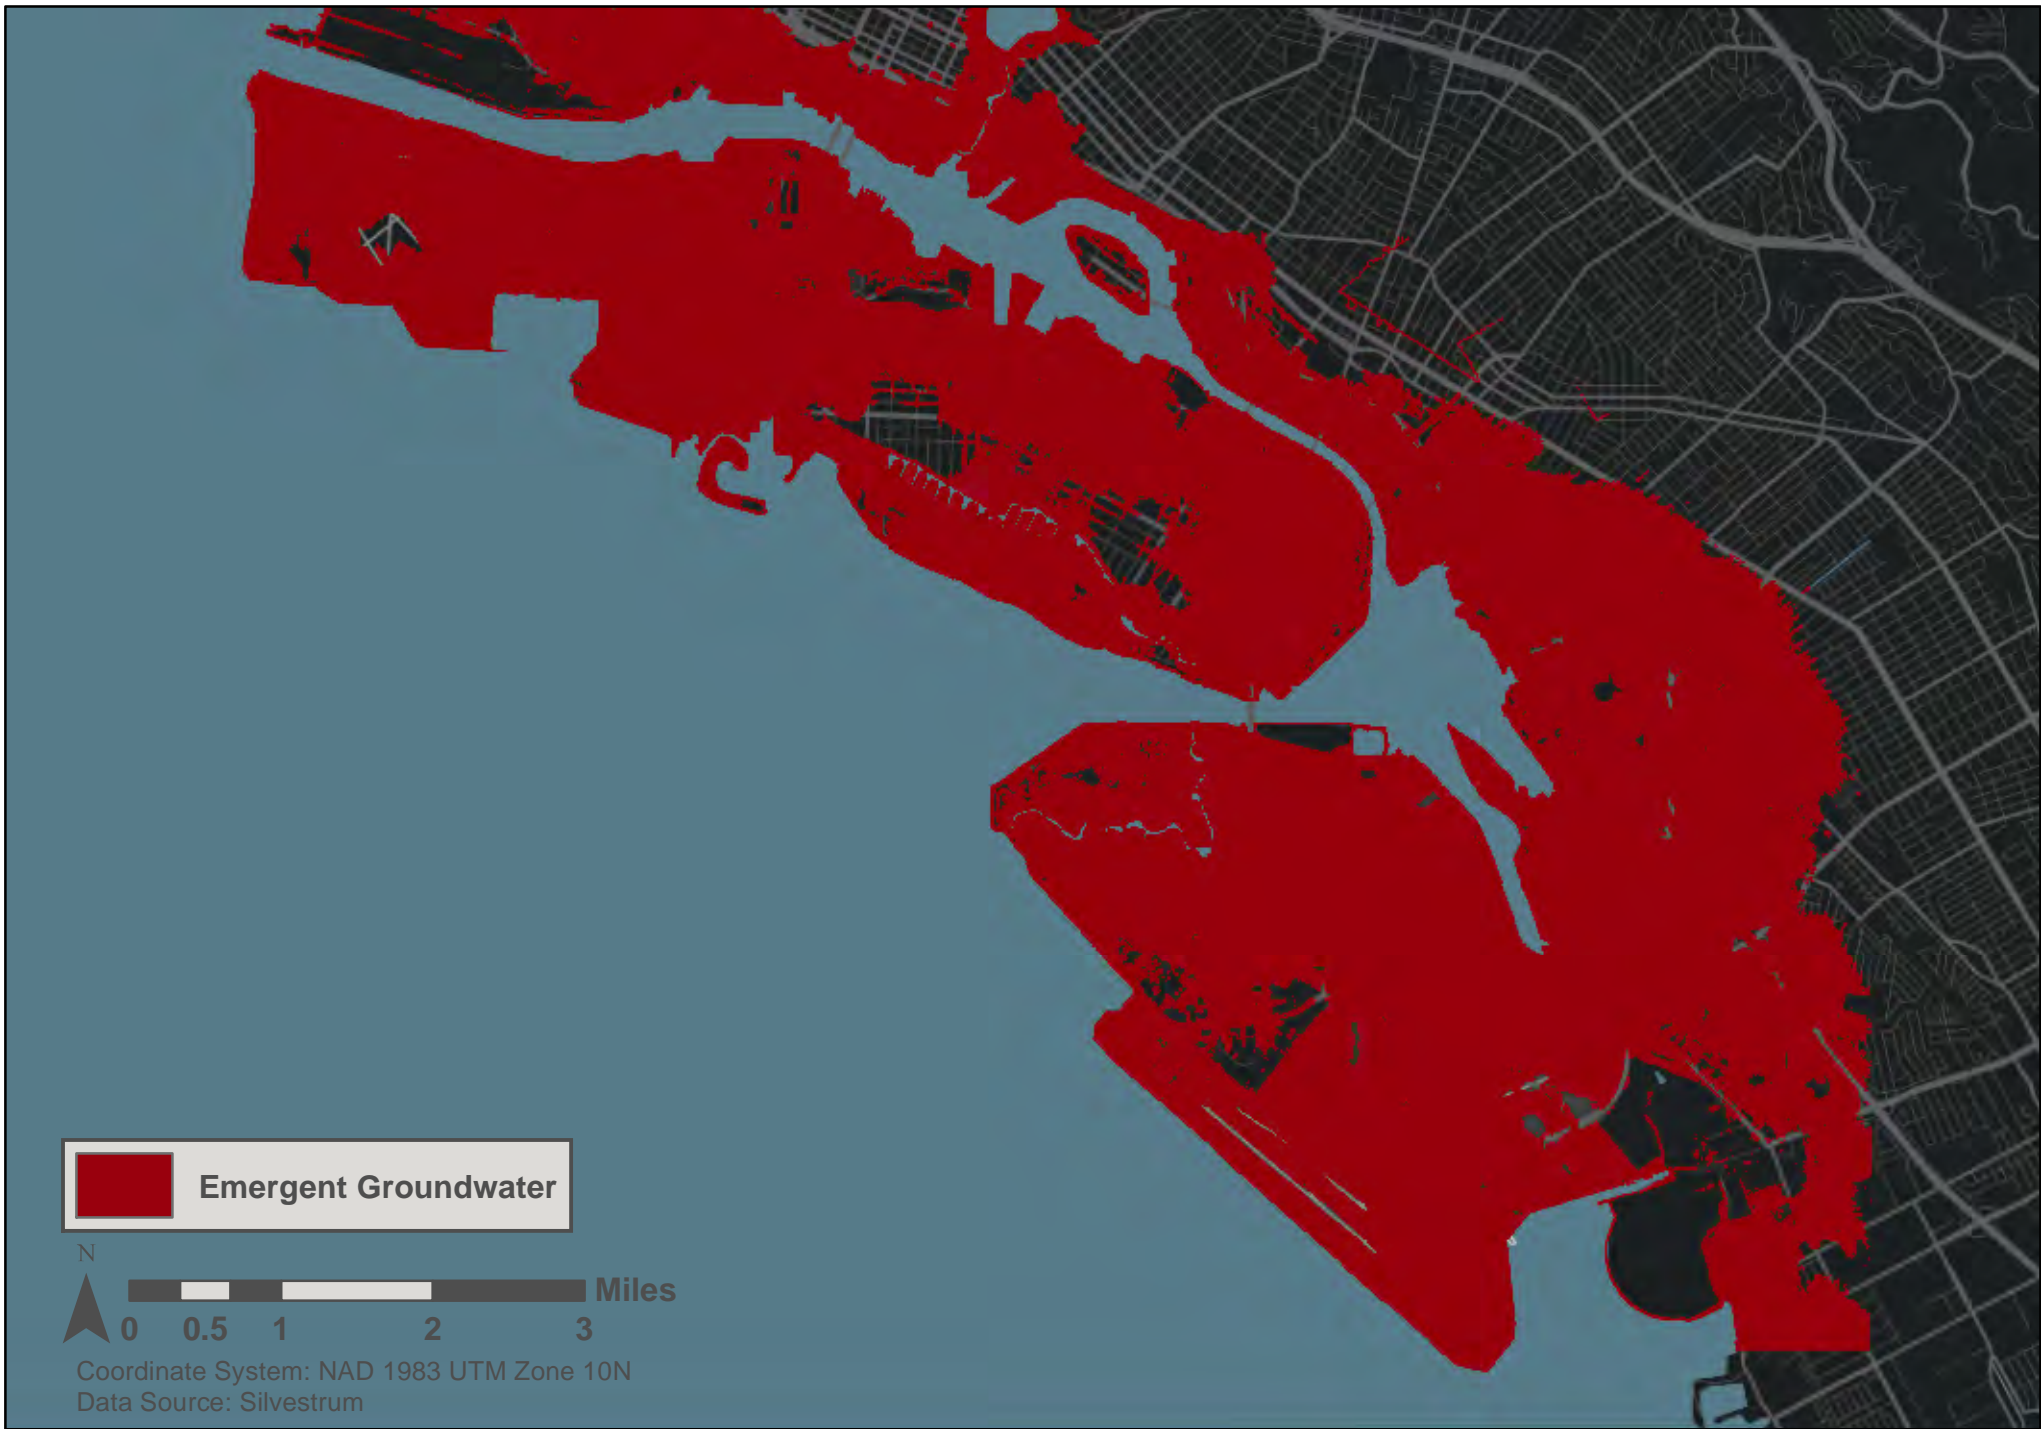 Emergent Groundwater
N
Miles
0 0.5 1 2 3
Coordinate System: NAD 1983 UTM Zone 10N
Data Source: Silvestrum